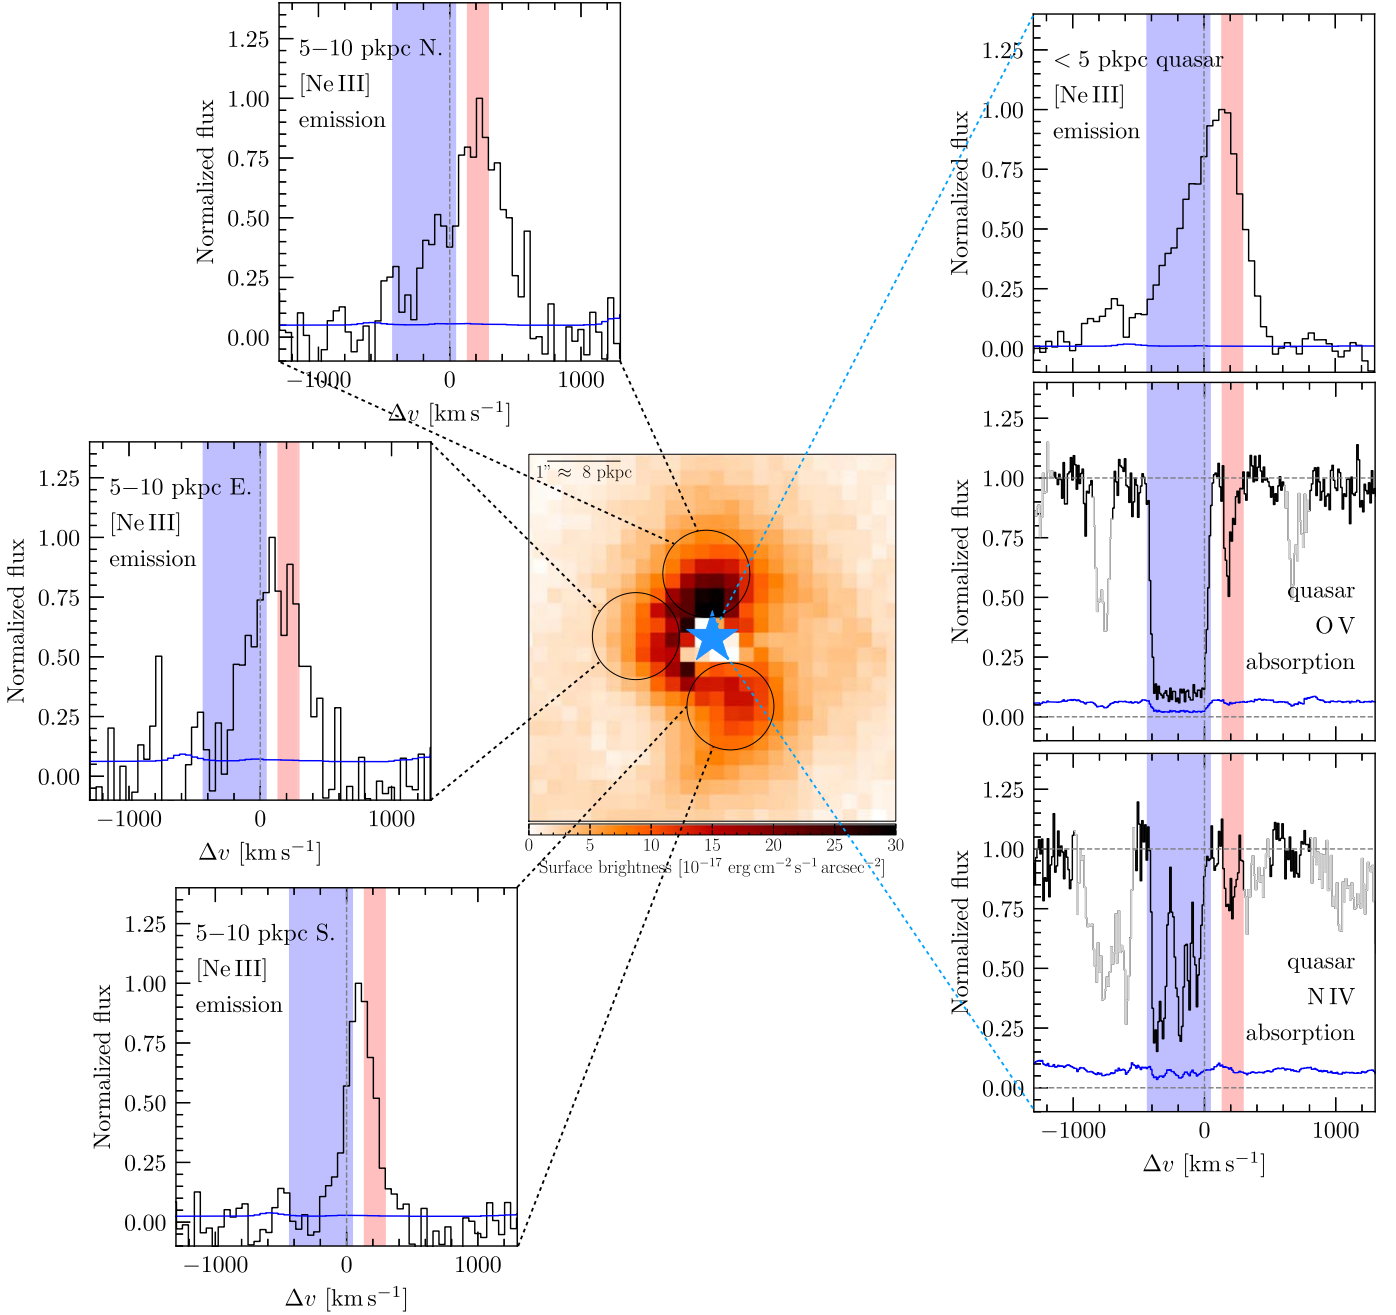 5−10 pkpc N.
[Ne III]
emission
Normalized flux
1.25
1.00
0.75
0.50
0.25
0.00
−1000 0 1000
Δv [km s−1]
5−10 pkpc E.
[Ne III]
emission
Normalized flux
1.25
1.00
0.75
0.50
0.25
0.00
−1000 0 1000
Δv [km s−1]
5−10 pkpc S.
[Ne III]
emission
Normalized flux
1.25
1.00
0.75
0.50
0.25
0.00
−1000 0 1000
Δv [km s−1]
1" ≈ 8 pkpc
0 5 10 15 20 25 30
Surface brightness [10−17 erg cm−2 s−1 arcsec−2]
< 5 pkpc quasar
[Ne III]
emission
Normalized flux
1.25
1.00
0.75
0.50
0.25
0.00
quasar
O V
absorption
Normalized flux
1.25
1.00
0.75
0.50
0.25
0.00
quasar
N IV
absorption
Normalized flux
1.25
1.00
0.75
0.50
0.25
0.00
−1000 0 1000
Δv [km s−1]